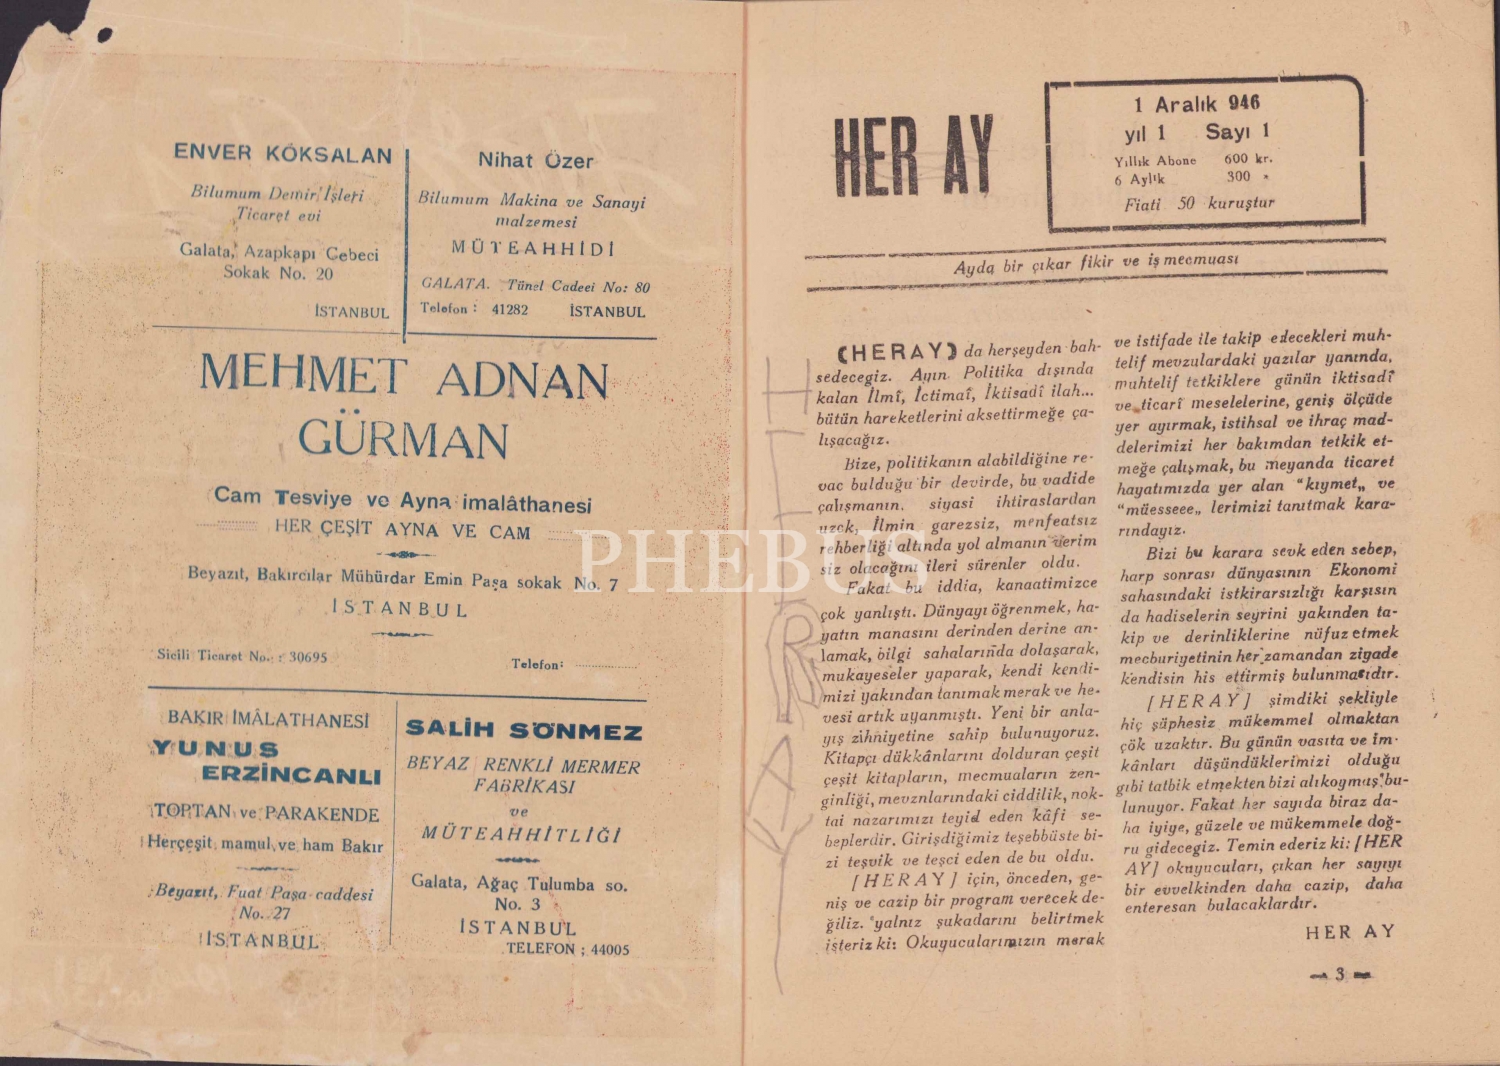 ENVER KÖKSALAN
Bilumum Demir İşleri
Ticaret evi
Galata, Azapkapı Cebeci
Sokak No. 20
İSTANBUL
Nihat Özer
Bilumum Makina ve Sanayi
malzemesi
MÜTEAHHİDİ
GALATA. Tünel Cadeei No: 80
Telefon : 41282 İSTANBUL
MEHMET ADNAN
GÜRMAN
Cam Tesviye ve Ayna imalâthanesi
HER ÇEŞİT AYNA VE CAM
Beyazıt, Bakırcılar Mühürdar Emin Paşa sokak No. 7
İSTANBUL
Sicili Ticaret No. : 30695
Telefon: ................
BAKIR İMÂLATHANESİ
YUNUS
ERZİNCANLI
TOPTAN ve PARAKENDE
Herçeşit mamul ve ham Bakır
Beyazıt, Fuat Paşa caddesi
No. 27
İSTANBUL
SALİH SÖNMEZ
BEYAZ RENKLİ MERMER
FABRİKASI
ve
MÜTEAHHİTLİĞİ
Galata, Ağaç Tulumba so.
No. 3
İSTANBUL
TELEFON ; 44005
HER AY
1 Aralık 946
yıl 1 Sayı 1
Yıllık Abone 600 kr.
6 Aylık 300 "
Fiati 50 kuruştur
Ayda bir çıkar fikir ve iş mecmuası
(HERAY) da herşeyden bah-
sedecegiz. Ayın Politika dışında
kalan İlmî, İctimaî, İktisadî ilah...
bütün hareketlerini aksettirmeğe ça-
lışacağız.
Bize, politikanın alabildiğine re-
vac bulduğu bir devirde, bu vadide
çalışmanın, siyasi ihtiraslardan
uzek, İlmin garezsiz, menfeatsız
rehberliği altında yol almanın verim
siz olacağını ileri sürenler oldu.
Fakat bu iddia, kanaatimizce
çok yanlıştı. Dünyayı öğrenmek, ha-
yatın manasını derinden derine an-
lamak, bilgi sahalarında dolaşarak,
mukayeseler yaparak, kendi kendi-
mizi yakından tanımak merak ve he-
vesi artık uyanmıştı. Yeni bir anla-
yış zihniyetine sahip bulunuyoruz.
Kitapçı dükkânlarını dolduran çeşit
çeşit kitapların, mecmuaların zen-
ginliği, mevznlarındaki ciddilik, nok-
tai nazarımızı teyid eden kâfi se-
beplerdir. Girişdiğimiz teşebbüste bi-
zi teşvik ve teşci eden de bu oldu.
[HERAY] için, önceden, ge-
niş ve cazip bir program verecek de-
ğiliz. yalnız şukadarını belirtmek
isteriz ki: Okuyucularımızın merak
ve istifade ile takip edecekleri muh-
telif mevzulardaki yazılar yanında,
muhtelif tetkiklere günün iktisadî
ve ticarî meselelerine, geniş ölçüde
yer ayırmak, istihsal ve ihraç mad-
delerimizi her bakımdan tetkik et-
meğe çalışmak, bu meyanda ticaret
hayatımızda yer alan "kıymet„ ve
"müesseee„ lerimizi tanıtmak kara-
rındayız.
Bizi bu karara sevk eden sebep,
harp sonrası dünyasının Ekonomi
sahasındaki istkirarsızlığı karşısın
da hadiselerin seyrini yakından ta-
kip ve derinliklerine nüfuz etmek
mecburiyetinin her zamandan ziyade
kendisin his ettirmiş bulunmasıdır.
[HERAY] şimdiki şekliyle
hiç şüphesiz mükemmel olmaktan
çök uzaktır. Bu günün vasıta ve im-
kânları düşündüklerimizi olduğu
gıbi tatbik etmekten bizi alıkoymuş bu-
lunuyor. Fakat her sayıda biraz da-
ha iyiye, güzele ve mükemmele doğ-
ru gidecegiz. Temin ederiz ki: [HER
AY] okuyucuları, çıkan her sayıyı
bir evvelkinden daha cazip, daha
enteresan bulacaklardır.
HER AY
3
PHEBUS